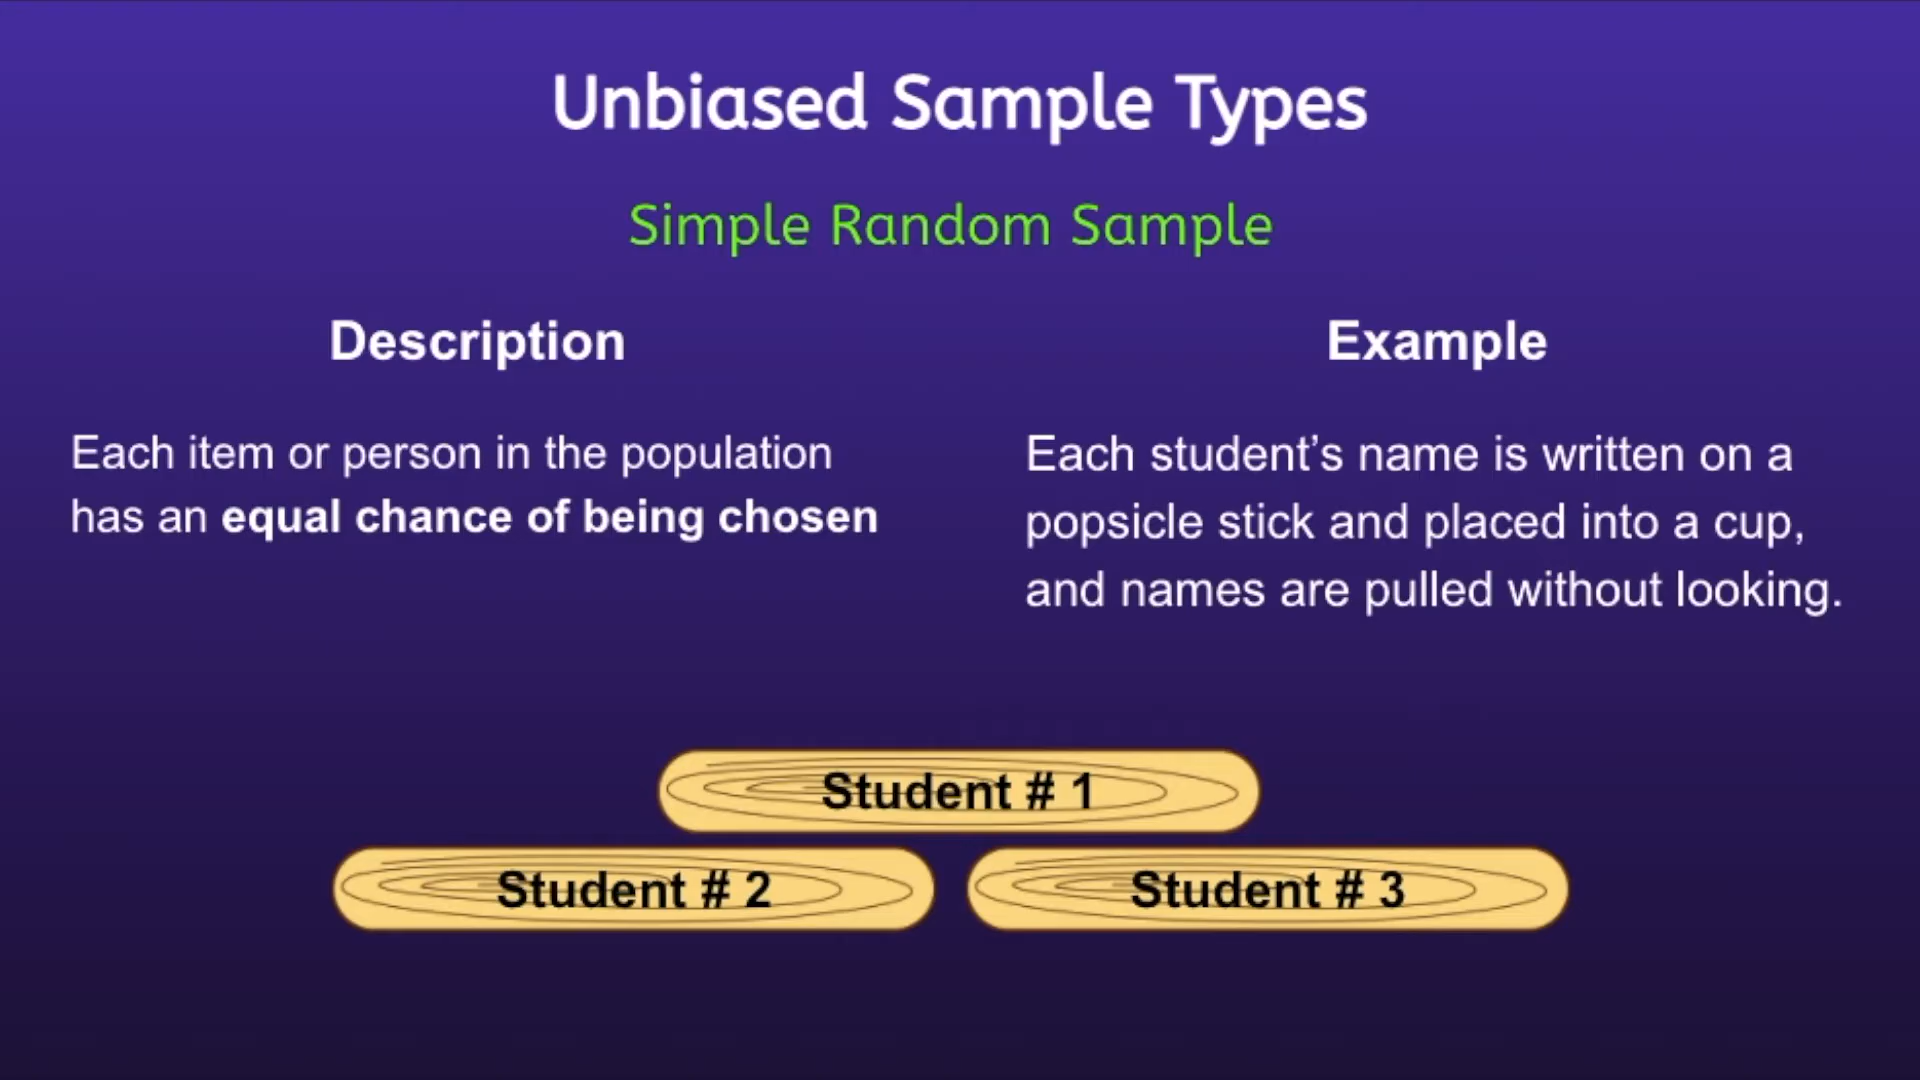 Unbiased Sample Types
Simple Random Sample
Description
Each item or person in the population
has an equal chance of being chosen
Example
Each student’s name is written on a
popsicle stick and placed into a cup,
and names are pulled without looking.
Student # 1
Student # 2
Student # 3